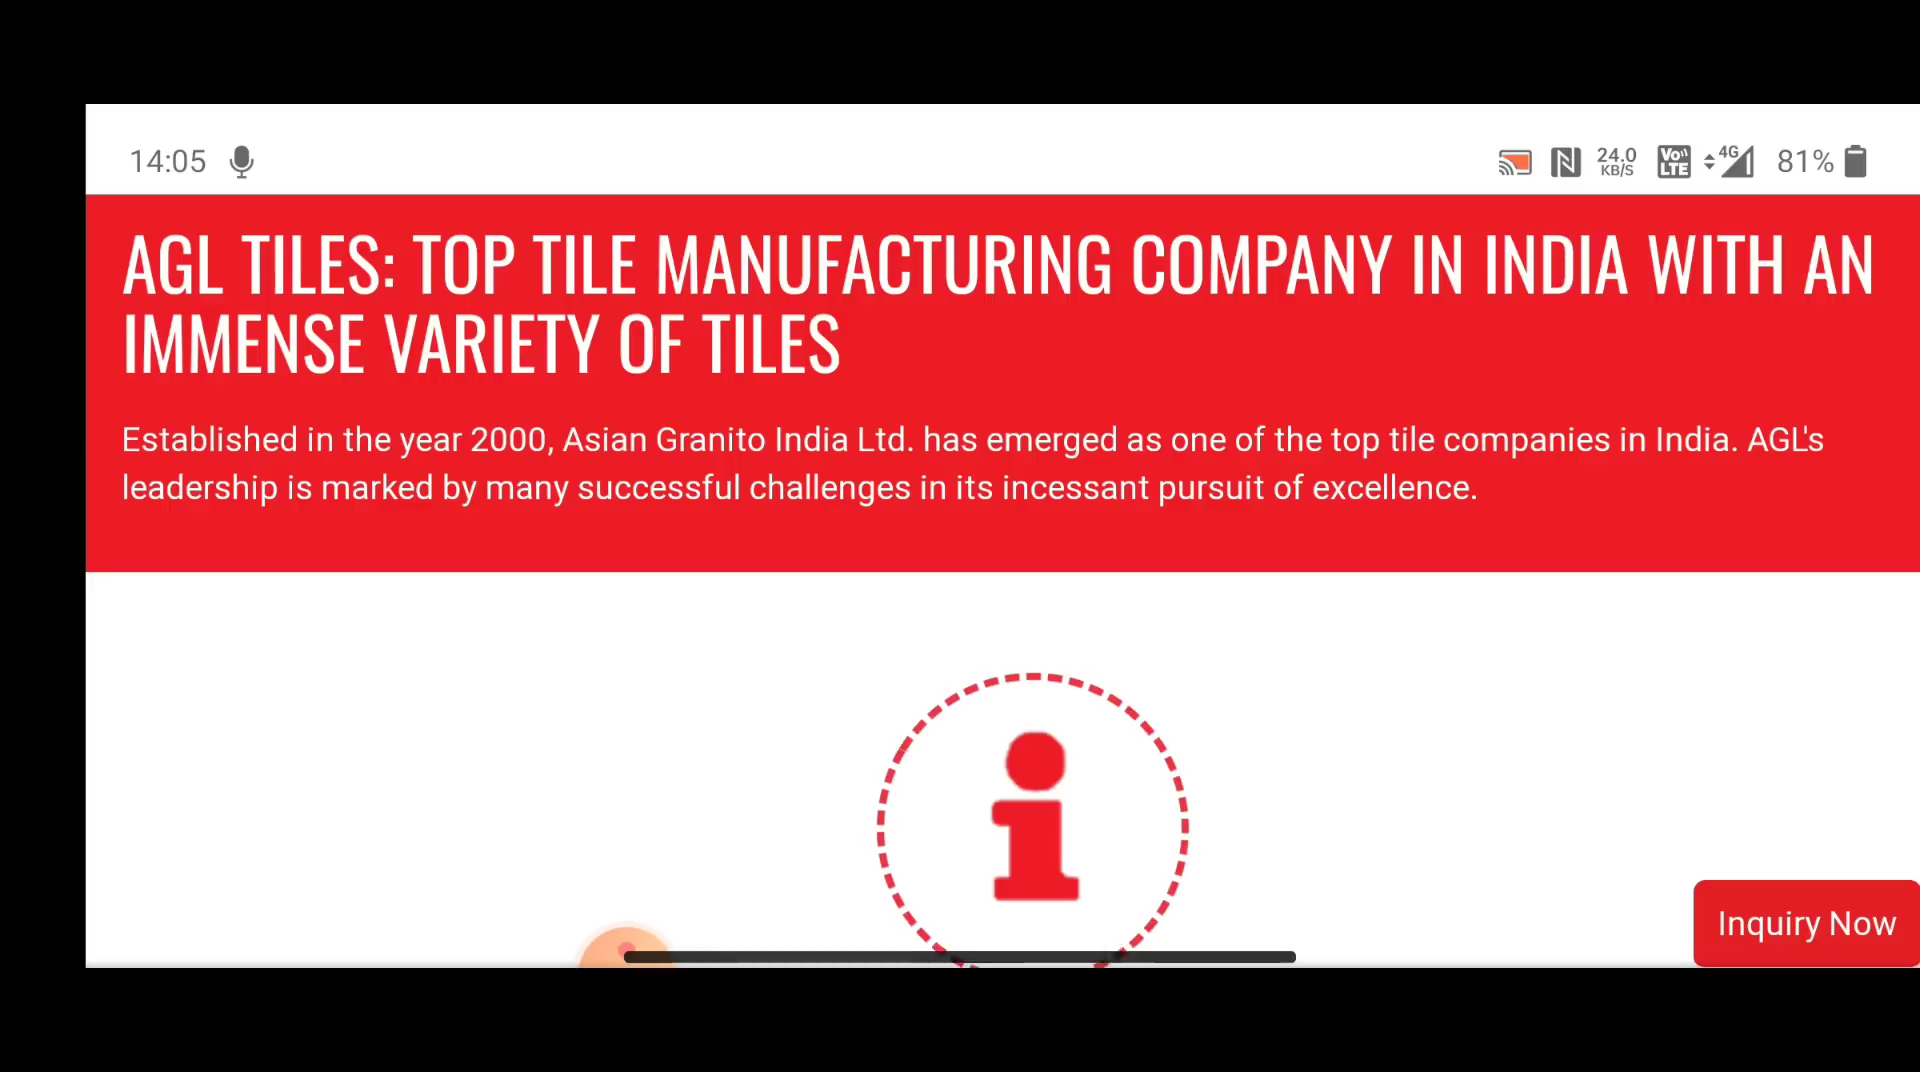 14:05 24.0 KB/S VoLTE 4G 81%
AGL TILES: TOP TILE MANUFACTURING COMPANY IN INDIA WITH AN
IMMENSE VARIETY OF TILES
Established in the year 2000, Asian Granito India Ltd. has emerged as one of the top tile companies in India. AGL's
leadership is marked by many successful challenges in its incessant pursuit of excellence.
Inquiry Now